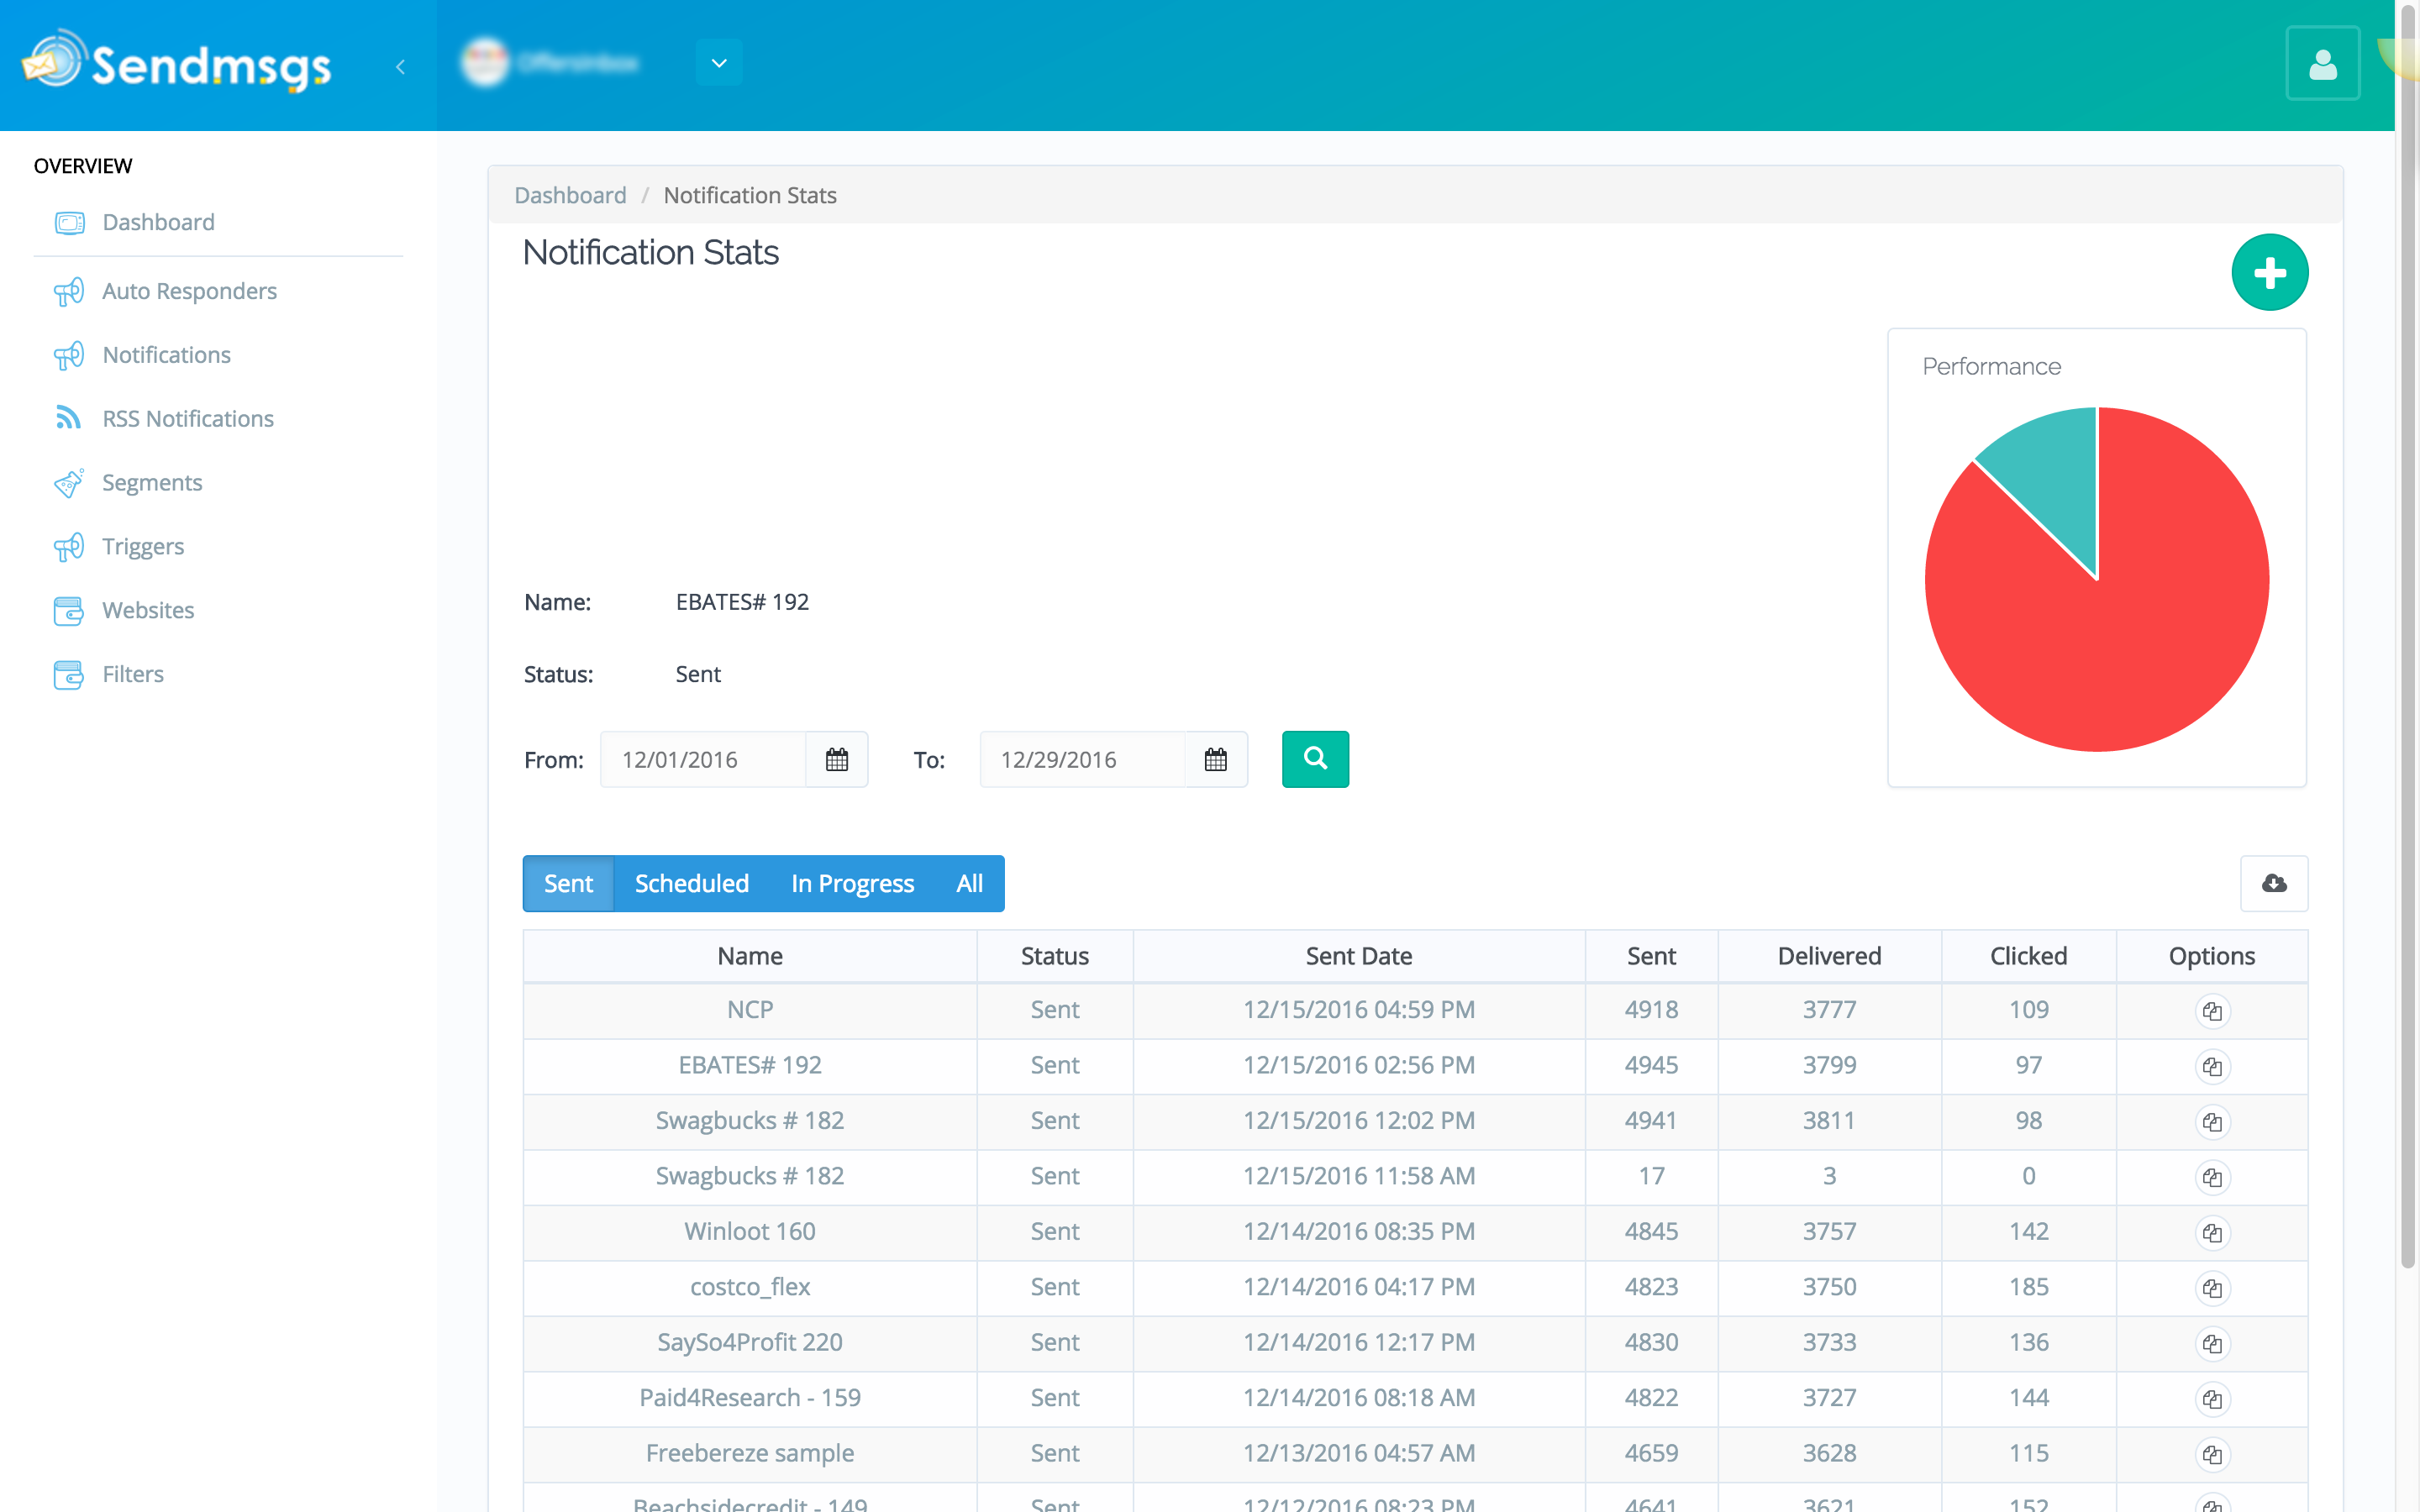 Sendmsgs
OVERVIEW
Dashboard
Auto Responders
Notifications
RSS Notifications
Segments
Triggers
Websites
Filters
Dashboard / Notification Stats
Notification Stats
Performance
Name: EBATES# 192
Status: Sent
From: 12/01/2016 To: 12/29/2016
Sent Scheduled In Progress All
Name Status Sent Date Sent Delivered Clicked Options
NCP Sent 12/15/2016 04:59 PM 4918 3777 109
EBATES# 192 Sent 12/15/2016 02:56 PM 4945 3799 97
Swagbucks # 182 Sent 12/15/2016 12:02 PM 4941 3811 98
Swagbucks # 182 Sent 12/15/2016 11:58 AM 17 3 0
Winloot 160 Sent 12/14/2016 08:35 PM 4845 3757 142
costco_flex Sent 12/14/2016 04:17 PM 4823 3750 185
SaySo4Profit 220 Sent 12/14/2016 12:17 PM 4830 3733 136
Paid4Research - 159 Sent 12/14/2016 08:18 AM 4822 3727 144
Freebereze sample Sent 12/13/2016 04:57 AM 4659 3628 115
Beachsidecredit - 149 Sent 12/12/2016 08:23 PM 4641 3621 152